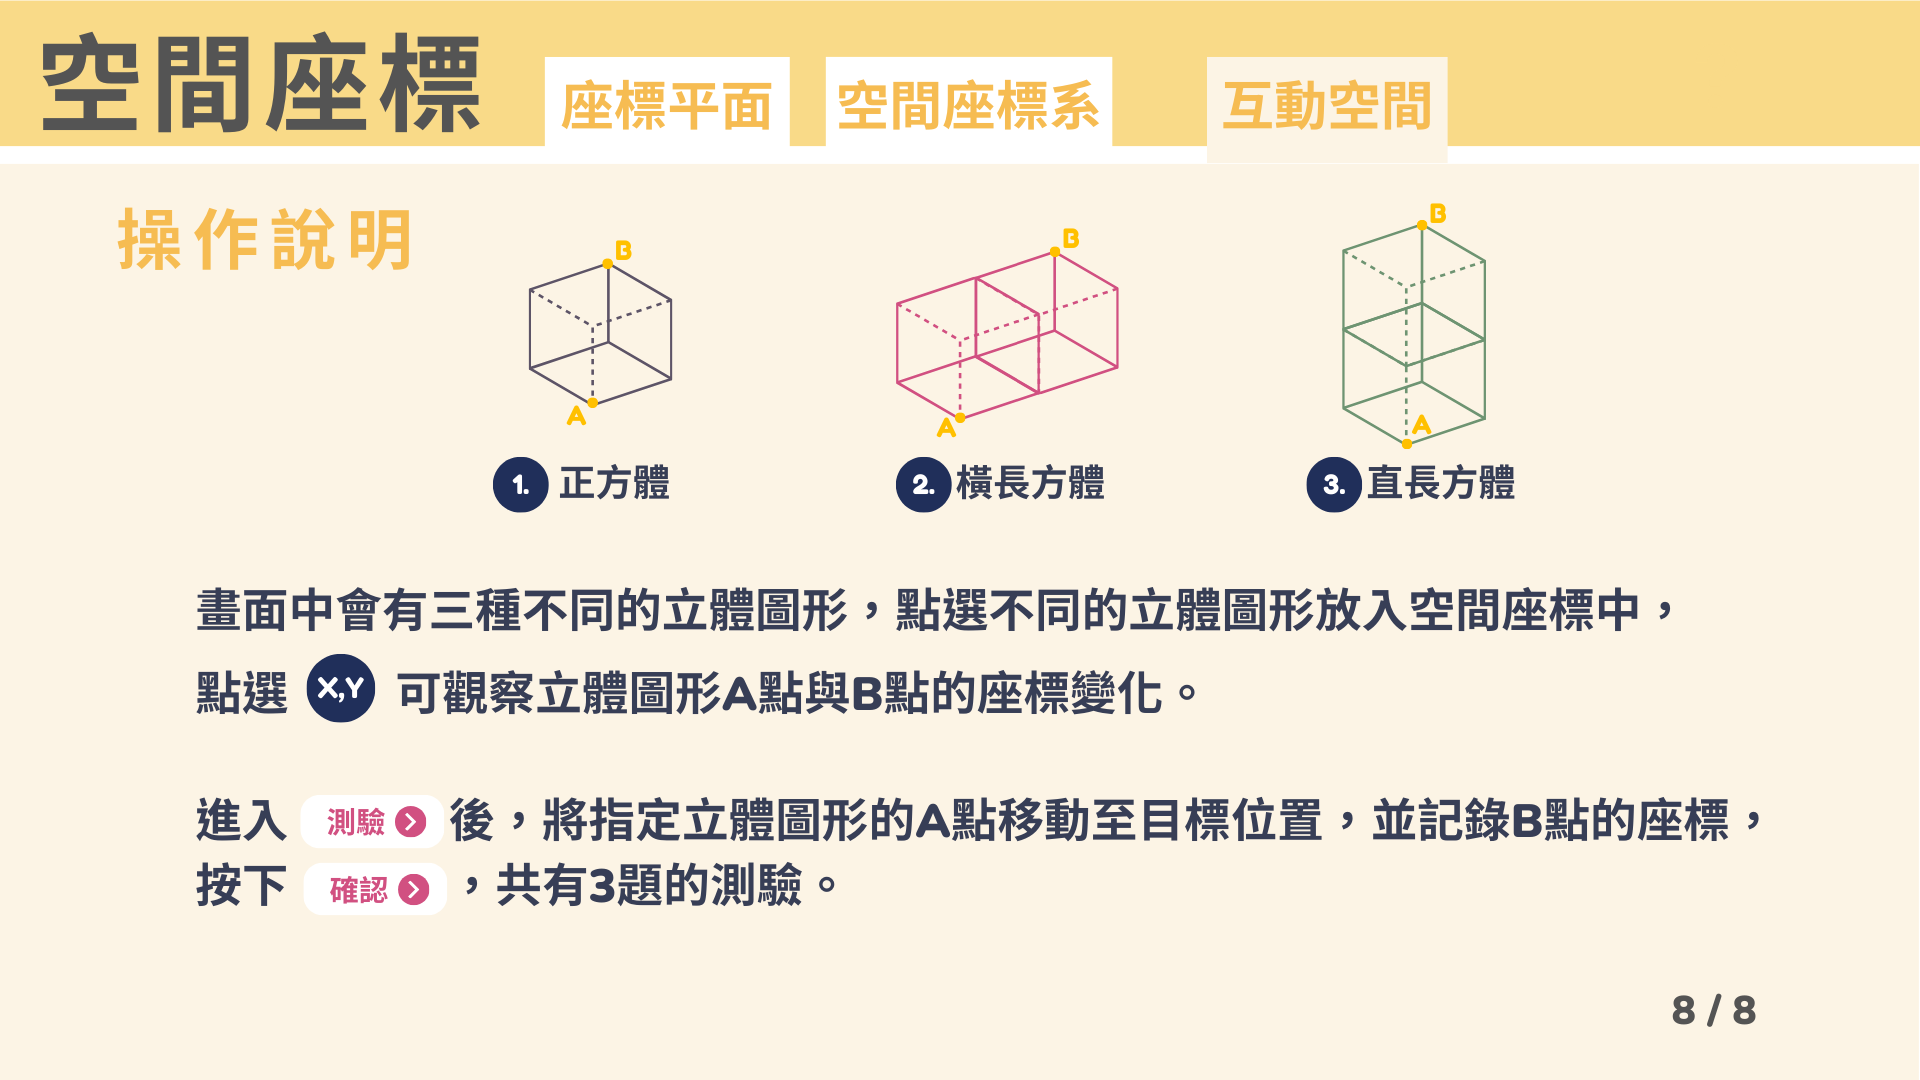 空間座標
座標平面
空間座標系
互動空間
操作說明
B
A
B
A
B
A
1. 正方體
2. 橫長方體
3. 直長方體
畫面中會有三種不同的立體圖形，點選不同的立體圖形放入空間座標中，
點選 X,Y 可觀察立體圖形A點與B點的座標變化。
進入 測驗 後，將指定立體圖形的A點移動至目標位置，並記錄B點的座標，
按下 確認 ，共有3題的測驗。
8 / 8